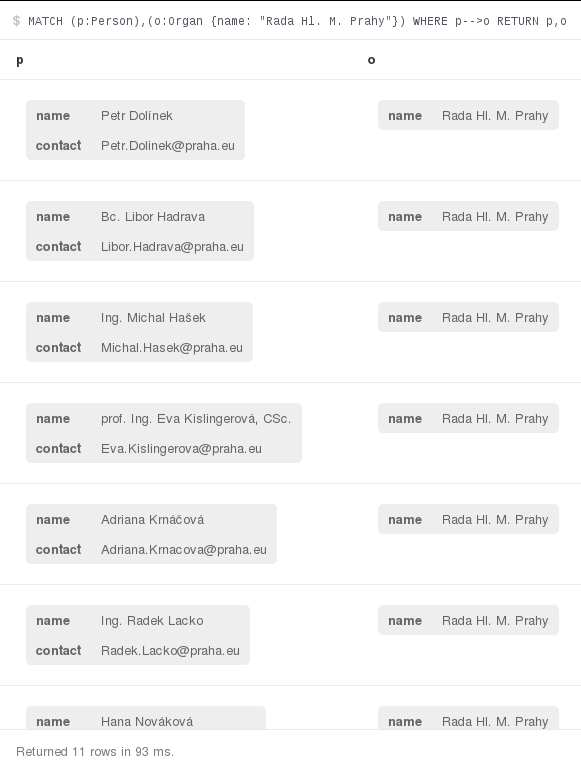 $ MATCH (p:Person),(o:Organ {name: "Rada Hl. M. Prahy"}) WHERE p-->o RETURN p,o
p o
name Petr Dolínek name Rada Hl. M. Prahy
contact Petr.Dolinek@praha.eu
name Bc. Libor Hadrava name Rada Hl. M. Prahy
contact Libor.Hadrava@praha.eu
name Ing. Michal Hašek name Rada Hl. M. Prahy
contact Michal.Hasek@praha.eu
name prof. Ing. Eva Kislingerová, CSc. name Rada Hl. M. Prahy
contact Eva.Kislingerova@praha.eu
name Adriana Krnáčová name Rada Hl. M. Prahy
contact Adriana.Krnacova@praha.eu
name Ing. Radek Lacko name Rada Hl. M. Prahy
contact Radek.Lacko@praha.eu
name Hana Nováková name Rada Hl. M. Prahy
Returned 11 rows in 93 ms.